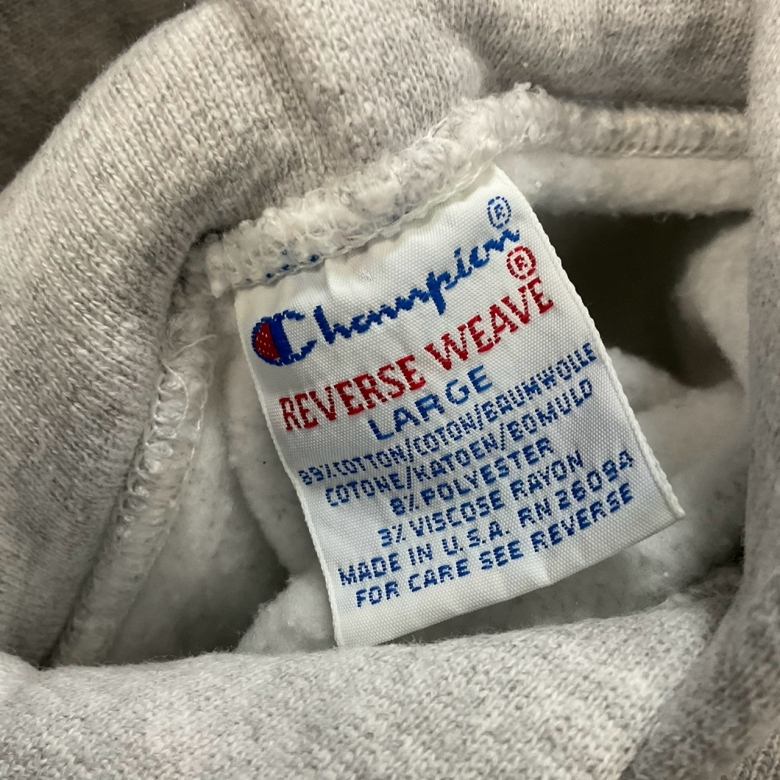 Champion®
REVERSE WEAVE®
LARGE
89%COTTON/COTON/BAUMWOLLE
COTONE/KATOEN/BOMULD
8%POLYESTER
3%VISCOSE RAYON
MADE IN U.S.A. RN 26094
FOR CARE SEE REVERSE